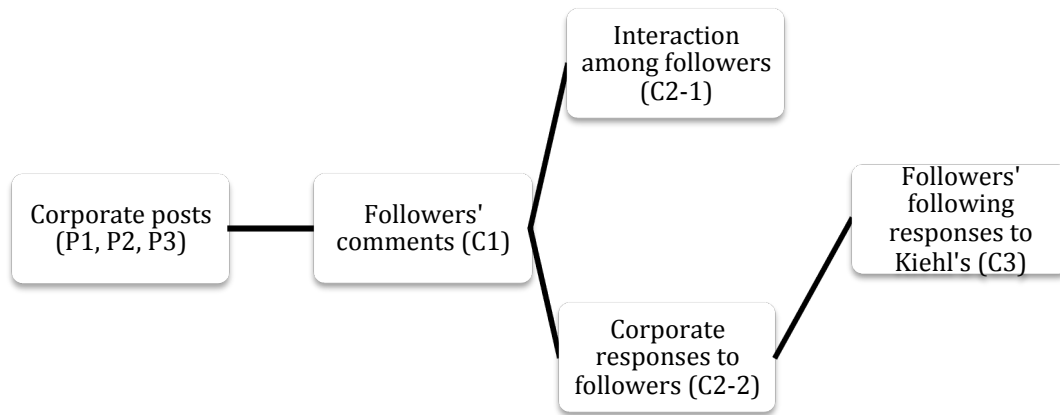 Interaction
among followers
(C2-1)
Corporate posts
(P1, P2, P3)
Followers'
comments (C1)
Followers'
following
responses to
Kiehl's (C3)
Corporate
responses to
followers (C2-2)